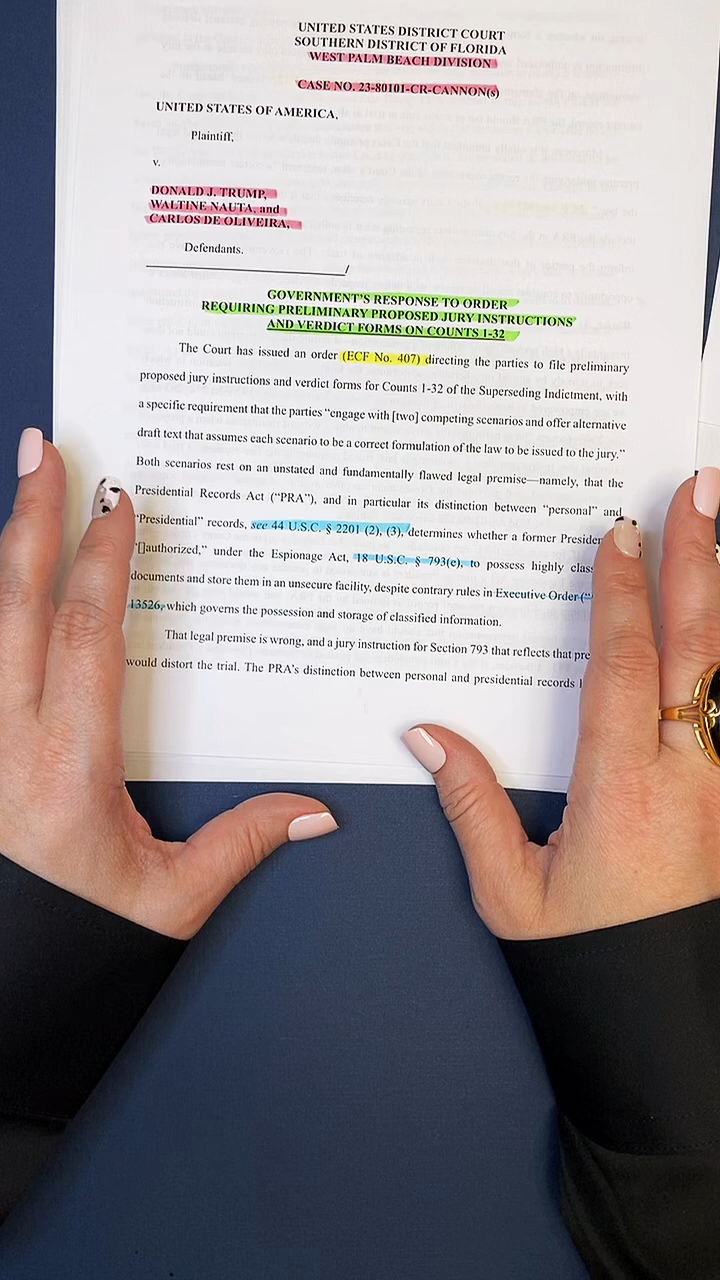 UNITED STATES DISTRICT COURT
SOUTHERN DISTRICT OF FLORIDA
WEST PALM BEACH DIVISION
CASE NO. 23-80101-CR-CANNON(s)
UNITED STATES OF AMERICA,
Plaintiff,
v.
DONALD J. TRUMP,
WALTINE NAUTA, and
CARLOS DE OLIVEIRA,
Defendants.
/
GOVERNMENT'S RESPONSE TO ORDER
REQUIRING PRELIMINARY PROPOSED JURY INSTRUCTIONS
AND VERDICT FORMS ON COUNTS 1-32
The Court has issued an order (ECF No. 407) directing the parties to file preliminary
proposed jury instructions and verdict forms for Counts 1-32 of the Superseding Indictment, with
a specific requirement that the parties “engage with [two] competing scenarios and offer alternative
draft text that assumes each scenario to be a correct formulation of the law to be issued to the jury.”
Both scenarios rest on an unstated and fundamentally flawed legal premise—namely, that the
Presidential Records Act (“PRA”), and in particular its distinction between “personal” and
“Presidential” records, see 44 U.S.C. § 2201 (2), (3), determines whether a former
“[]authorized,” under the Espionage Act, 18 U.S.C. § 793(e), to possess highly
documents and store them in an unsecure facility, despite contrary rules in Executive Order
13526, which governs the possession and storage of classified information.
That legal premise is wrong, and a jury instruction for Section 793 that reflects that
would distort the trial. The PRA's distinction between personal and presidential records